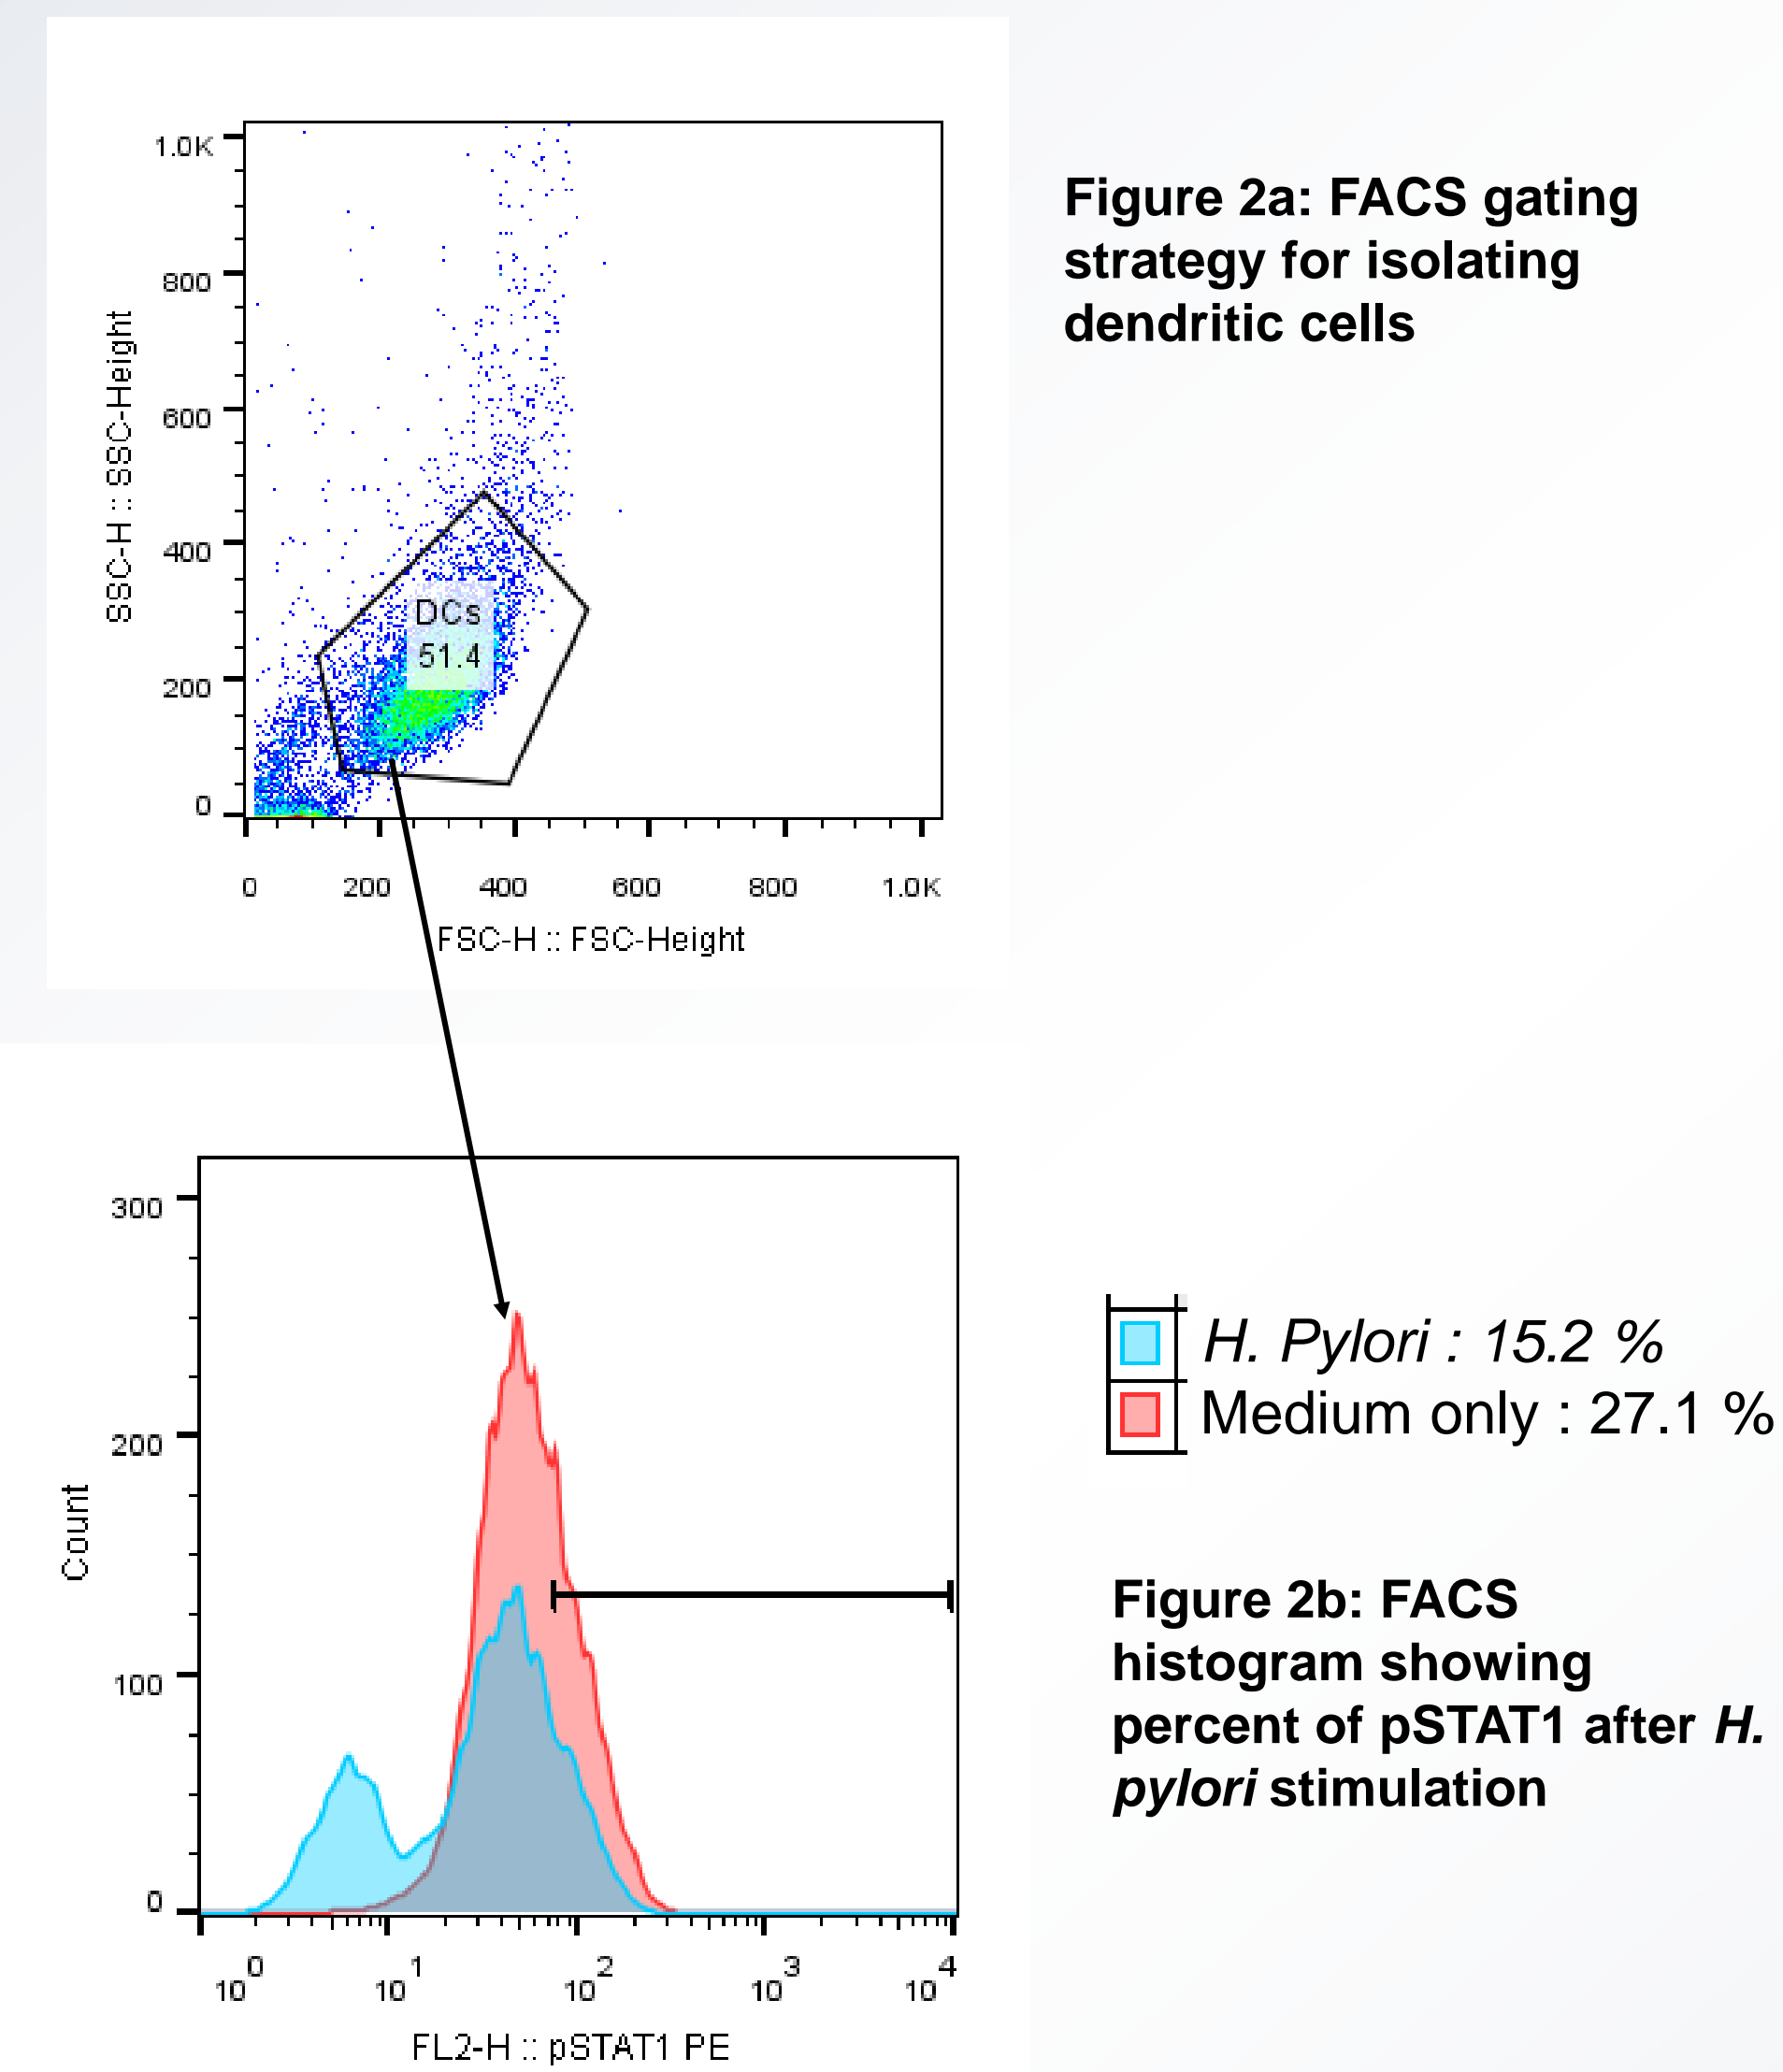 Figure 2a: FACS gating
strategy for isolating
dendritic cells
1.0K
800
600
400
200
0
SSC-H :: SSC-Height
DCs
51.4
0 200 400 600 800 1.0K
FSC-H :: FSC-Height
300
200
100
0
Count
10^0 10^1 10^2 10^3 10^4
FL2-H :: pSTAT1 PE
H. Pylori : 15.2 %
Medium only : 27.1 %
Figure 2b: FACS
histogram showing
percent of pSTAT1 after H.
pylori stimulation